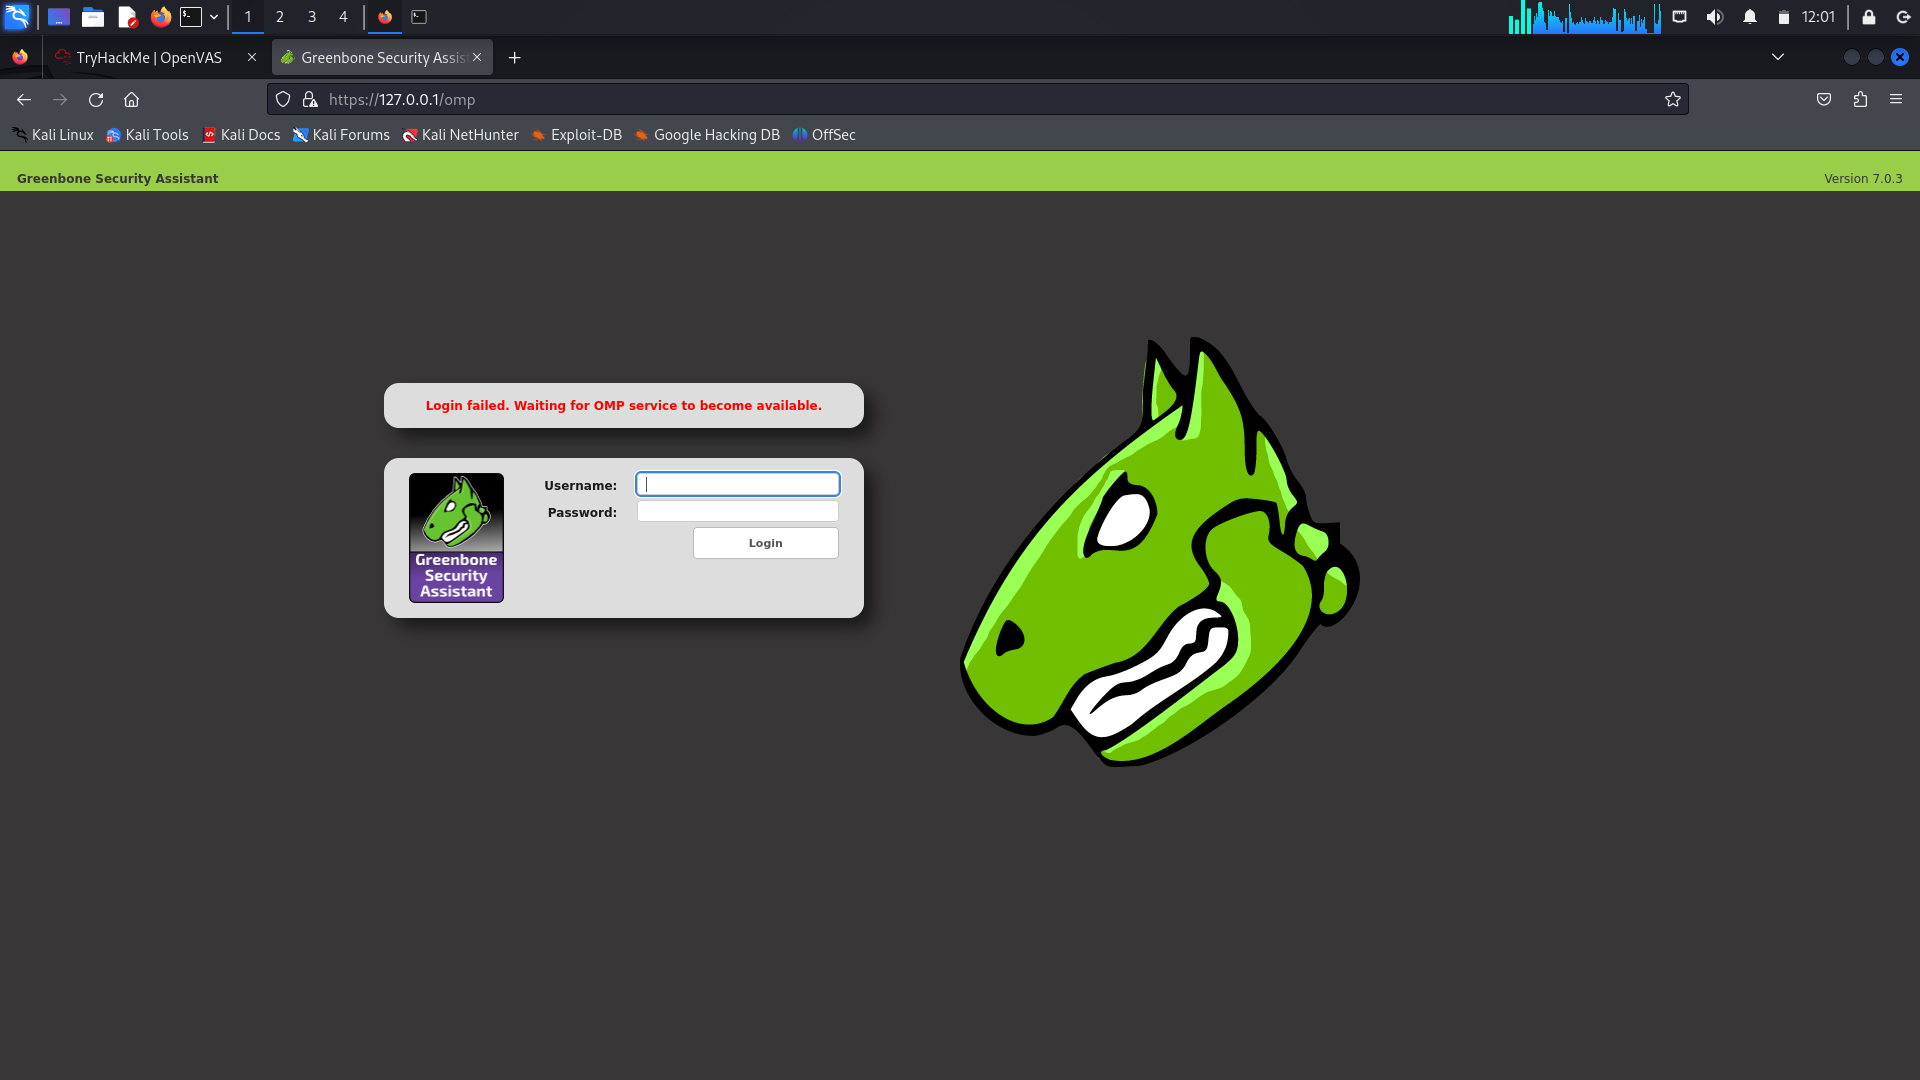 1 2 3 4 12:01
TryHackMe | OpenVAS Greenbone Security Assis
https://127.0.0.1/omp
Kali Linux Kali Tools Kali Docs Kali Forums Kali NetHunter Exploit-DB Google Hacking DB OffSec
Greenbone Security Assistant Version 7.0.3
Login failed. Waiting for OMP service to become available.
Username:
Password:
Login
Greenbone
Security
Assistant